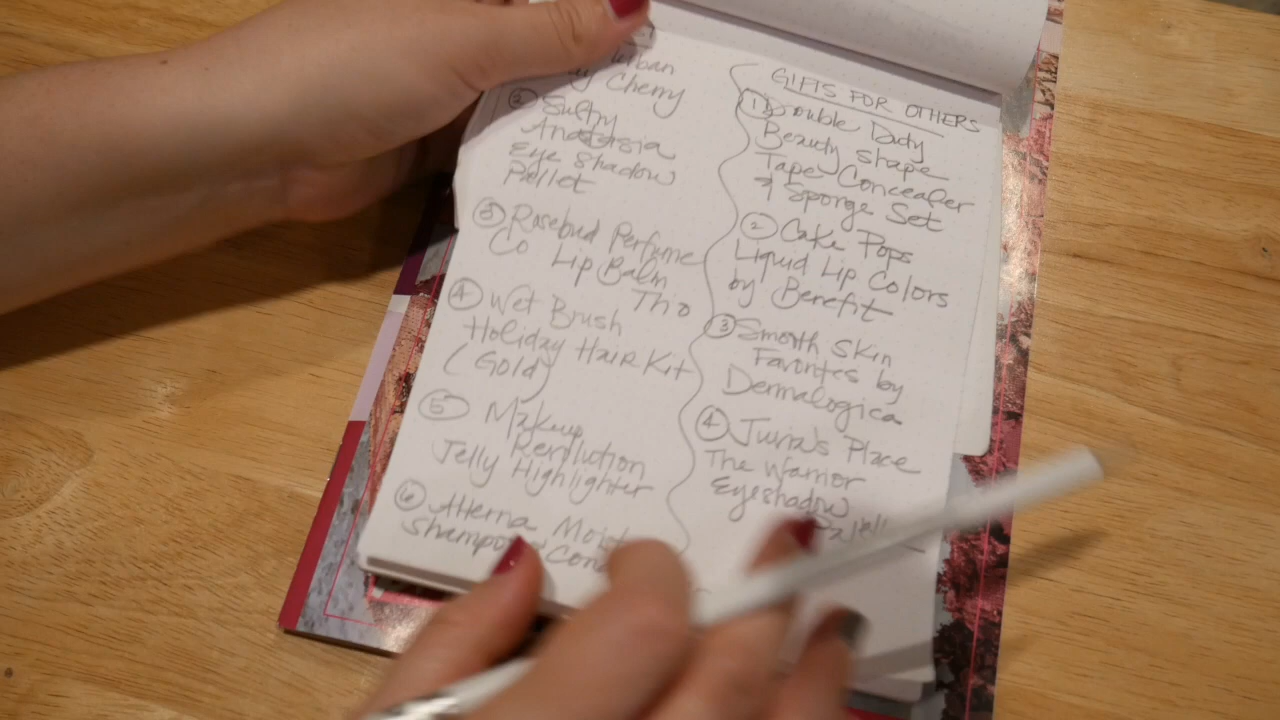 Urban
Cherry
② Sultry
Anastasia
Eye Shadow
Pallet
③ Rosebud Perfume
Co Lip Balm
Trio
④ Wet Brush
Holiday Hair Kit
(Gold)
⑤ Makeup
Revolution
Jelly Highlighter
⑥ Alterna
Shampoo
GIFTS FOR OTHERS
① Double Duty
Beauty Shape
Tape Concealer
& Sponge Set
② Cake Pops
Liquid Lip Colors
by Benefit
③ Smooth Skin
Favorites by
Dermalogica
④ Juvia's Place
The Warrior
Eyeshadow